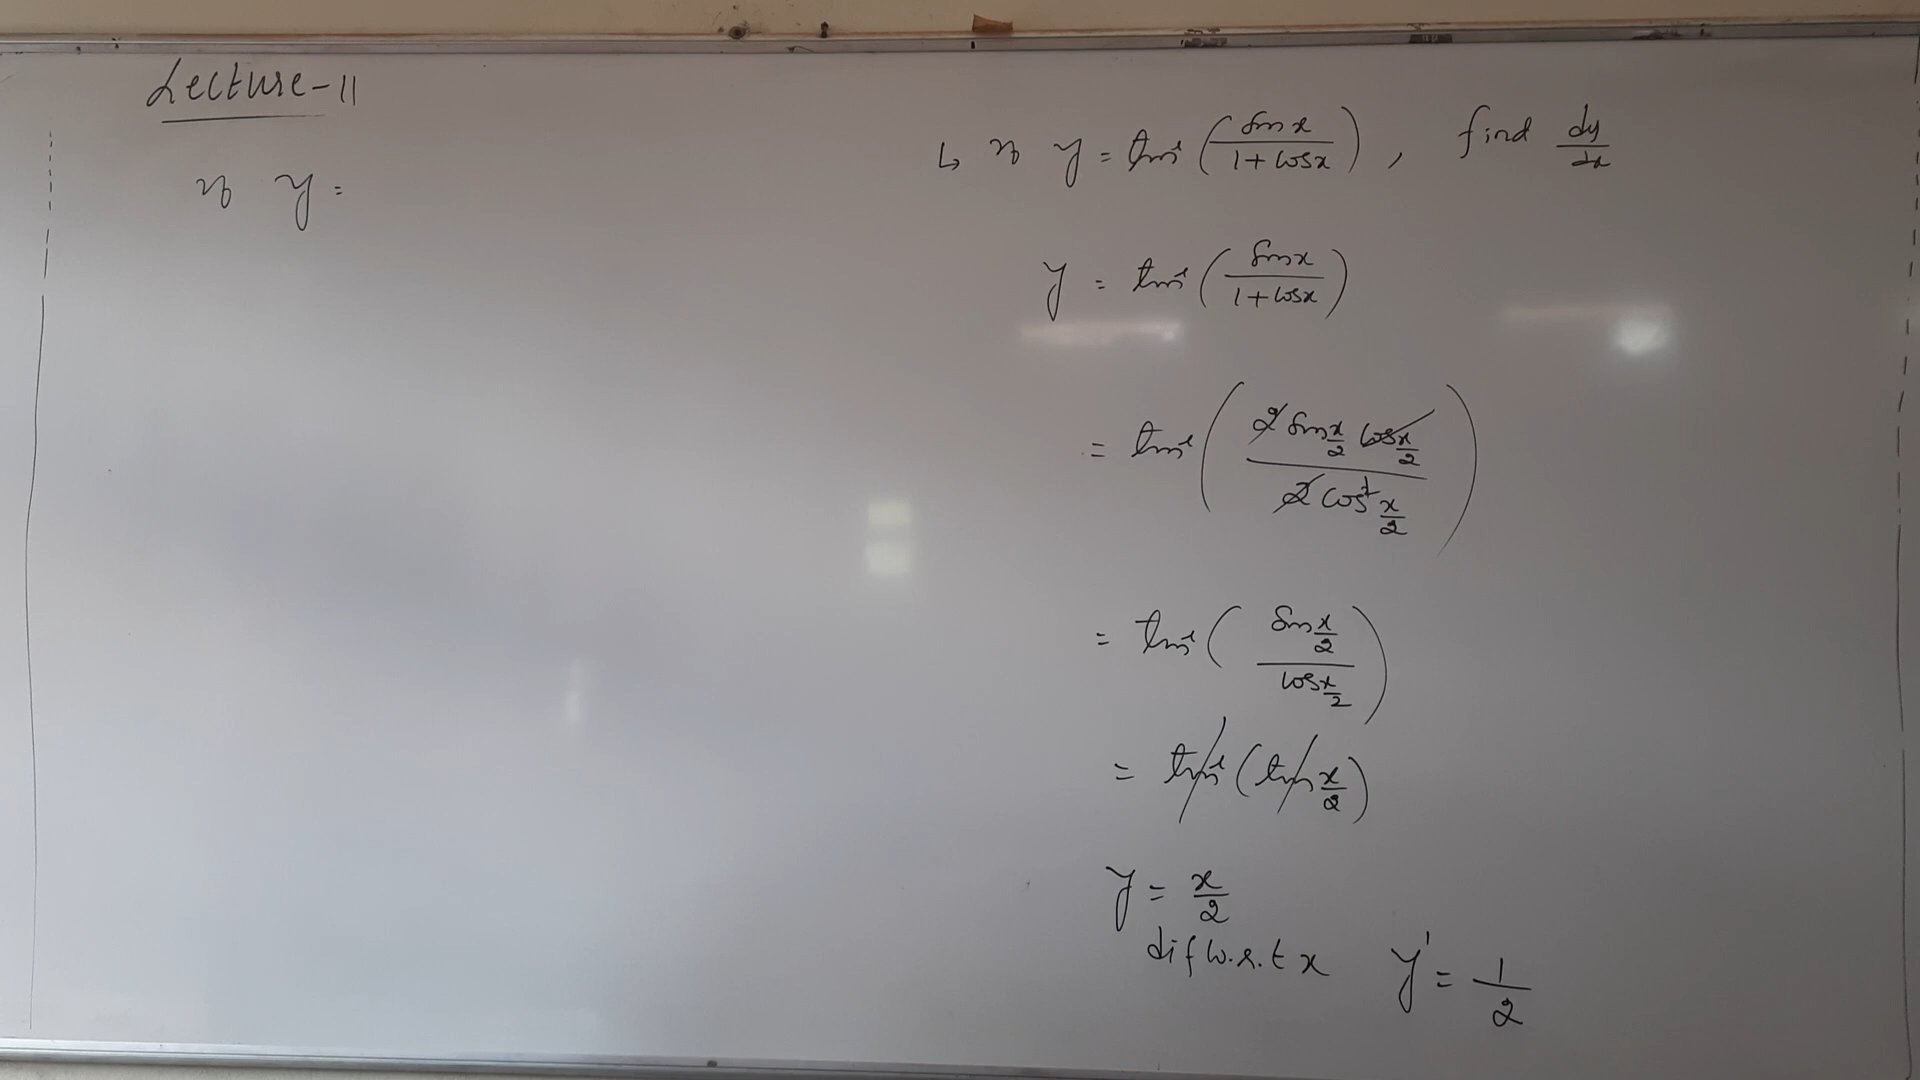 Lecture-11
If y =
↳ If y = tan⁻¹ (sin x / 1 + cos x), find dy/dx
y = tan⁻¹ (sin x / 1 + cos x)
= tan⁻¹ (2 sin x/2 cos x/2 / 2 cos² x/2)
= tan⁻¹ (sin x/2 / cos x/2)
= tan⁻¹ (tan x/2)
y = x/2
dif w.r.t x y' = 1/2